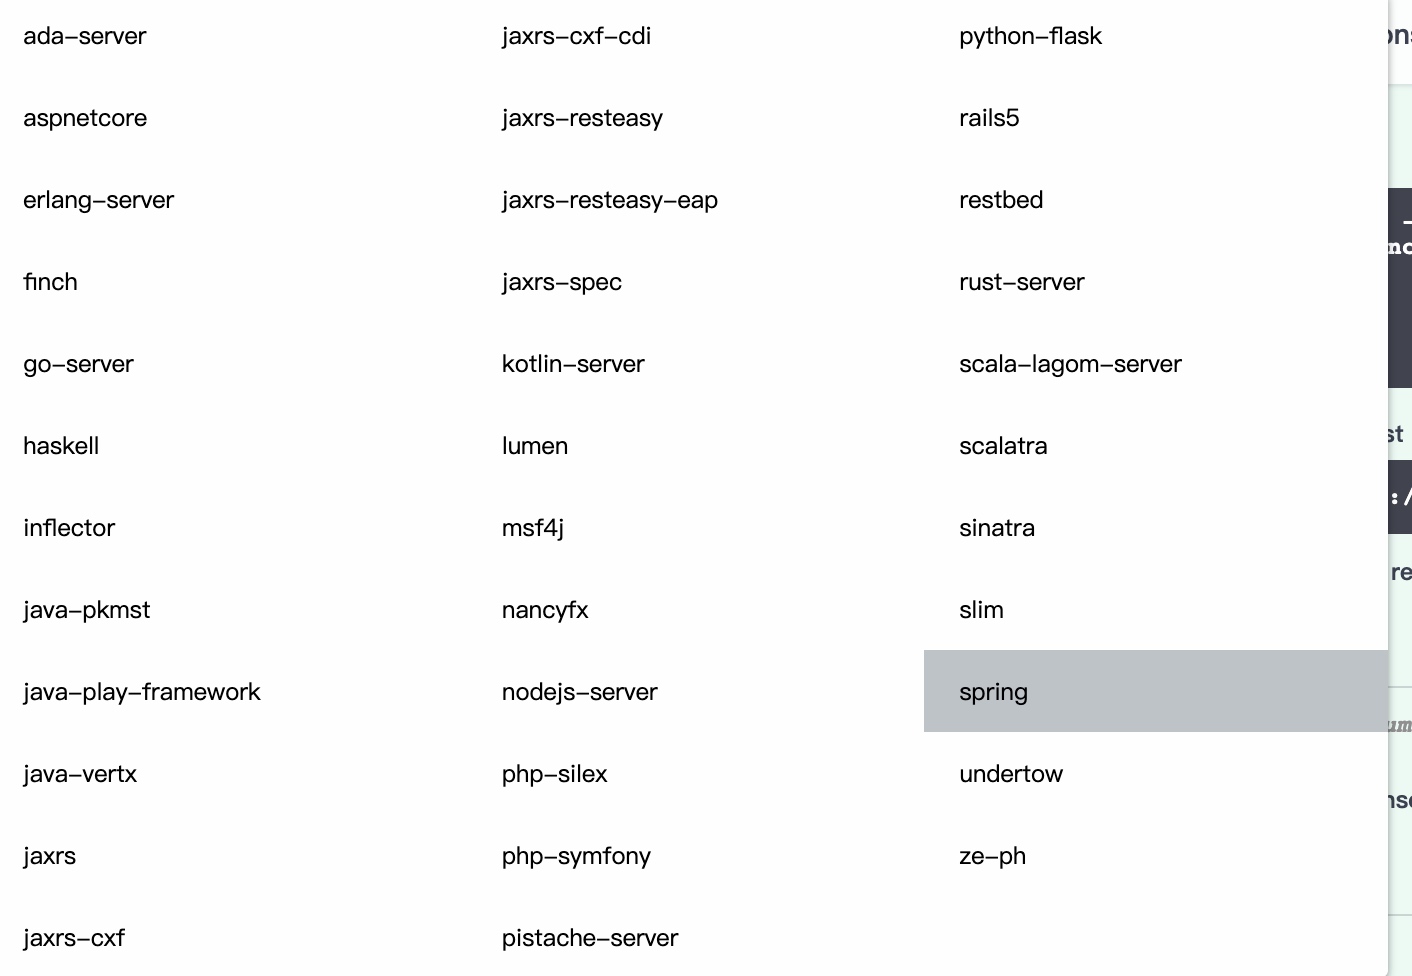 ada-server
aspnetcore
erlang-server
finch
go-server
haskell
inflector
java-pkmst
java-play-framework
java-vertx
jaxrs
jaxrs-cxf
jaxrs-cxf-cdi
jaxrs-resteasy
jaxrs-resteasy-eap
jaxrs-spec
kotlin-server
lumen
msf4j
nancyfx
nodejs-server
php-silex
php-symfony
pistache-server
python-flask
rails5
restbed
rust-server
scala-lagom-server
scalatra
sinatra
slim
spring
undertow
ze-ph